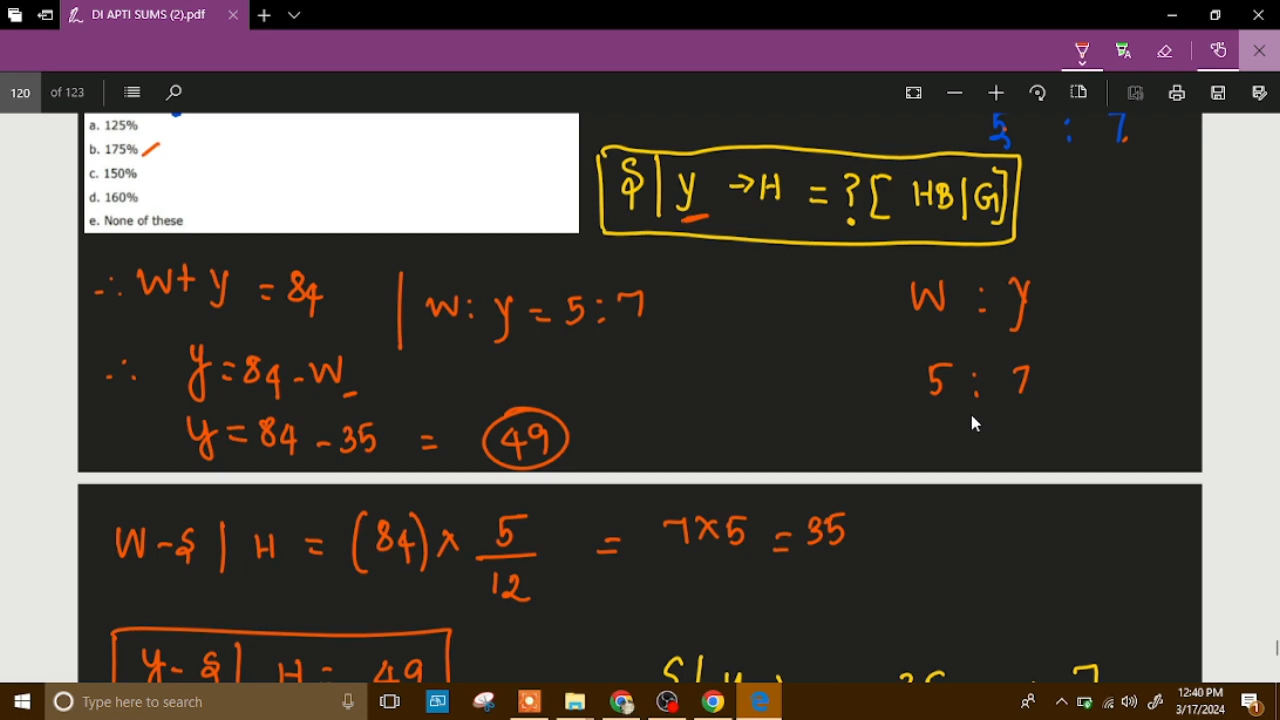 DI APTI SUMS (2).pdf
120 of 123
a. 125%
b. 175%
c. 150%
d. 160%
e. None of these
5 : 7
y → H = ? [ HB | G ]
∴ W + y = 84 | W : y = 5 : 7
W : y
5 : 7
∴ y = 84 - W
y = 84 - 35 = 49
H = (84) × 5/12 = 7×5 = 35
H = 49
Type here to search
12:40 PM
3/17/2024